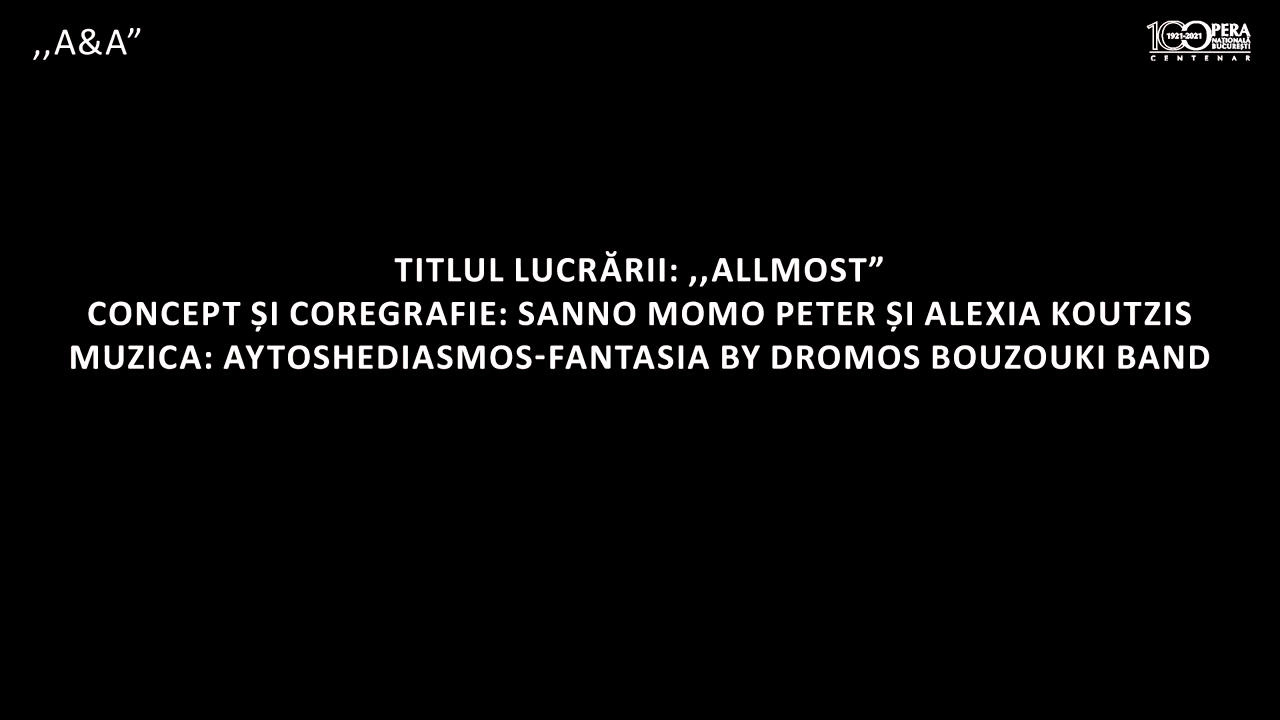 ,,A&A”
100 OPERA
1921-2021 NAȚIONALĂ
BUCUREȘTI
CENTENAR
TITLUL LUCRĂRII: ,,ALLMOST”
CONCEPT ȘI COREGRAFIE: SANNO MOMO PETER ȘI ALEXIA KOUTZIS
MUZICA: AYTOSHEDIASMOS-FANTASIA BY DROMOS BOUZOUKI BAND